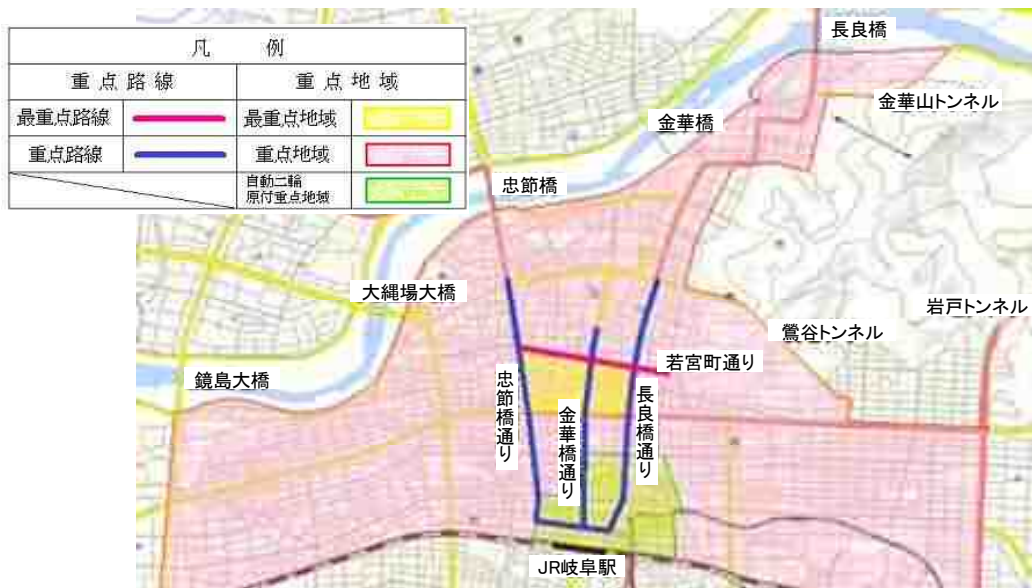 凡 例
重点路線
重点地域
最重点路線
最重点地域
重点路線
重点地域
自動二輪
原付重点地域
長良橋
金華山トンネル
金華橋
忠節橋
大縄場大橋
岩戸トンネル
鶯谷トンネル
鏡島大橋
若宮町通り
忠節橋通り
金華橋通り
長良橋通り
JR岐阜駅